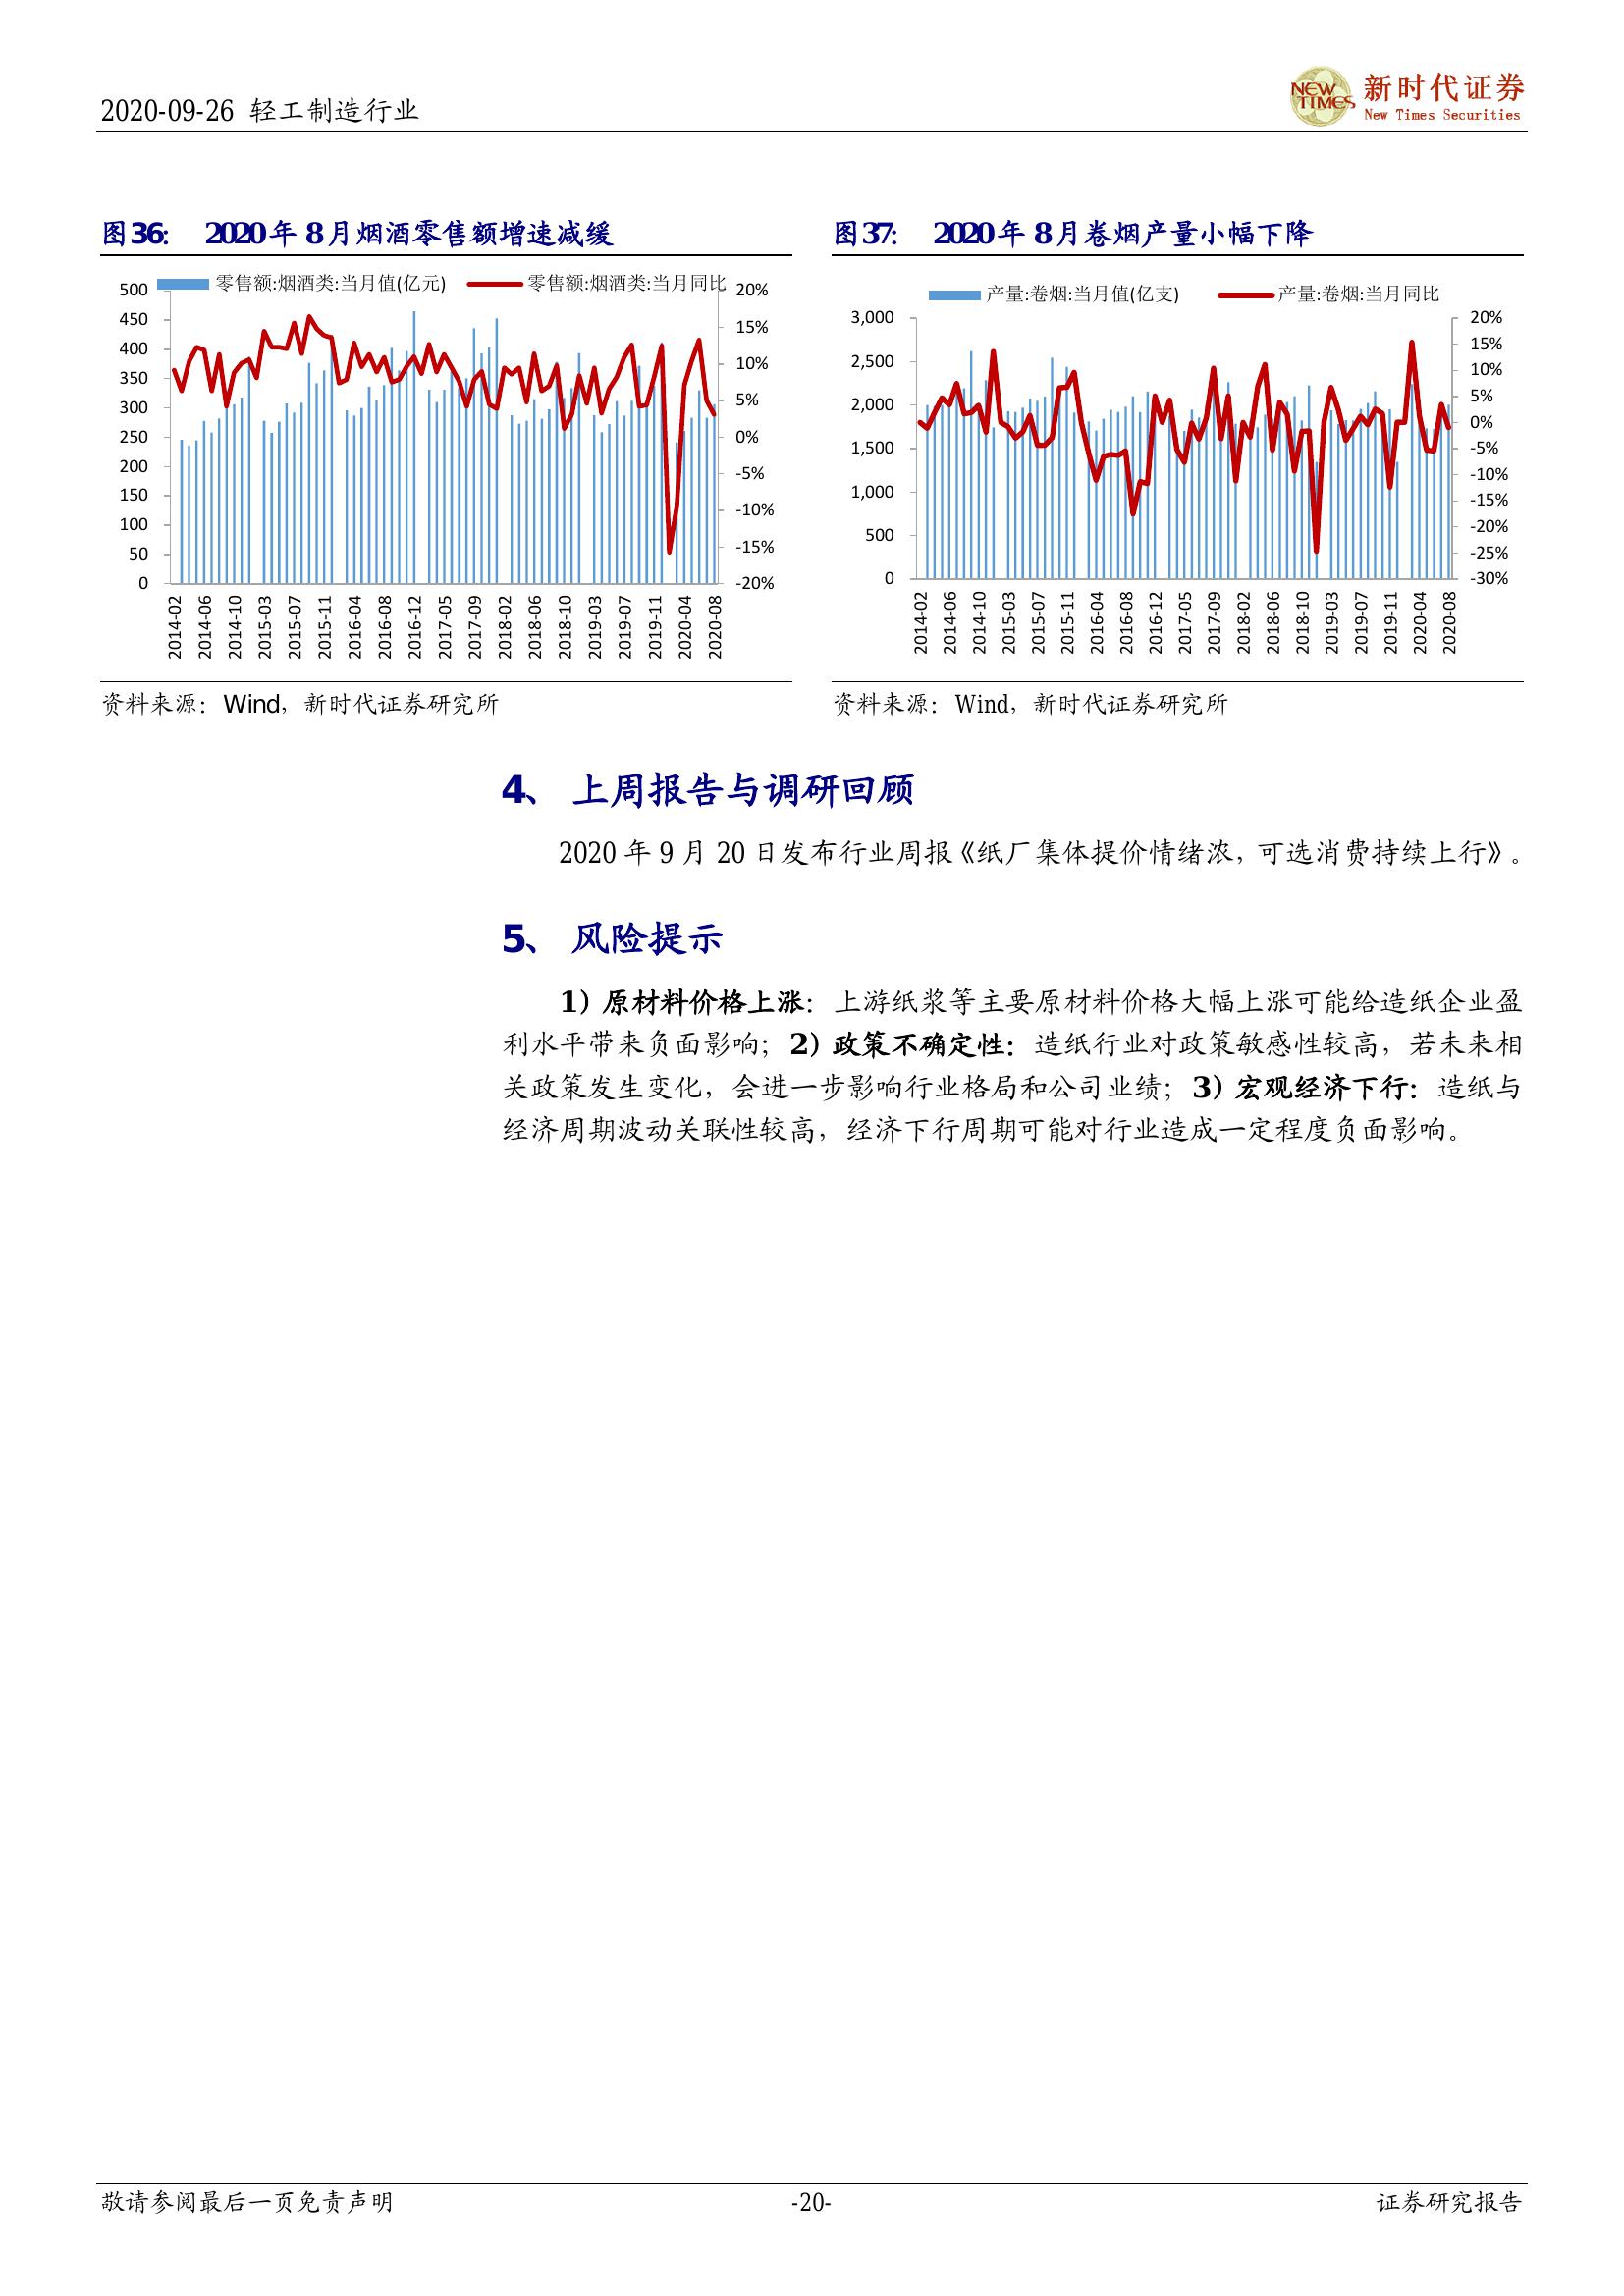 2020-09-26 轻工制造行业
NEW TIMES 新时代证券
New Times Securities
图36: 2020年8月烟酒零售额增速减缓
零售额:烟酒类:当月值(亿元) 零售额:烟酒类:当月同比
500
450
400
350
300
250
200
150
100
50
0
20%
15%
10%
5%
0%
-5%
-10%
-15%
-20%
2014-02 2014-06 2014-10 2015-03 2015-07 2015-11 2016-04 2016-08 2016-12 2017-05 2017-09 2018-02 2018-06 2018-10 2019-03 2019-07 2019-11 2020-04 2020-08
资料来源：Wind，新时代证券研究所
图37: 2020年8月卷烟产量小幅下降
产量:卷烟:当月值(亿支) 产量:卷烟:当月同比
3,000
2,500
2,000
1,500
1,000
500
0
20%
15%
10%
5%
0%
-5%
-10%
-15%
-20%
-25%
-30%
2014-02 2014-06 2014-10 2015-03 2015-07 2015-11 2016-04 2016-08 2016-12 2017-05 2017-09 2018-02 2018-06 2018-10 2019-03 2019-07 2019-11 2020-04 2020-08
资料来源：Wind，新时代证券研究所
4、 上周报告与调研回顾
2020 年 9 月 20 日发布行业周报《纸厂集体提价情绪浓，可选消费持续上行》。
5、 风险提示
1）原材料价格上涨：上游纸浆等主要原材料价格大幅上涨可能给造纸企业盈
利水平带来负面影响；2）政策不确定性：造纸行业对政策敏感性较高，若未来相
关政策发生变化，会进一步影响行业格局和公司业绩；3）宏观经济下行：造纸与
经济周期波动关联性较高，经济下行周期可能对行业造成一定程度负面影响。
敬请参阅最后一页免责声明 -20- 证券研究报告